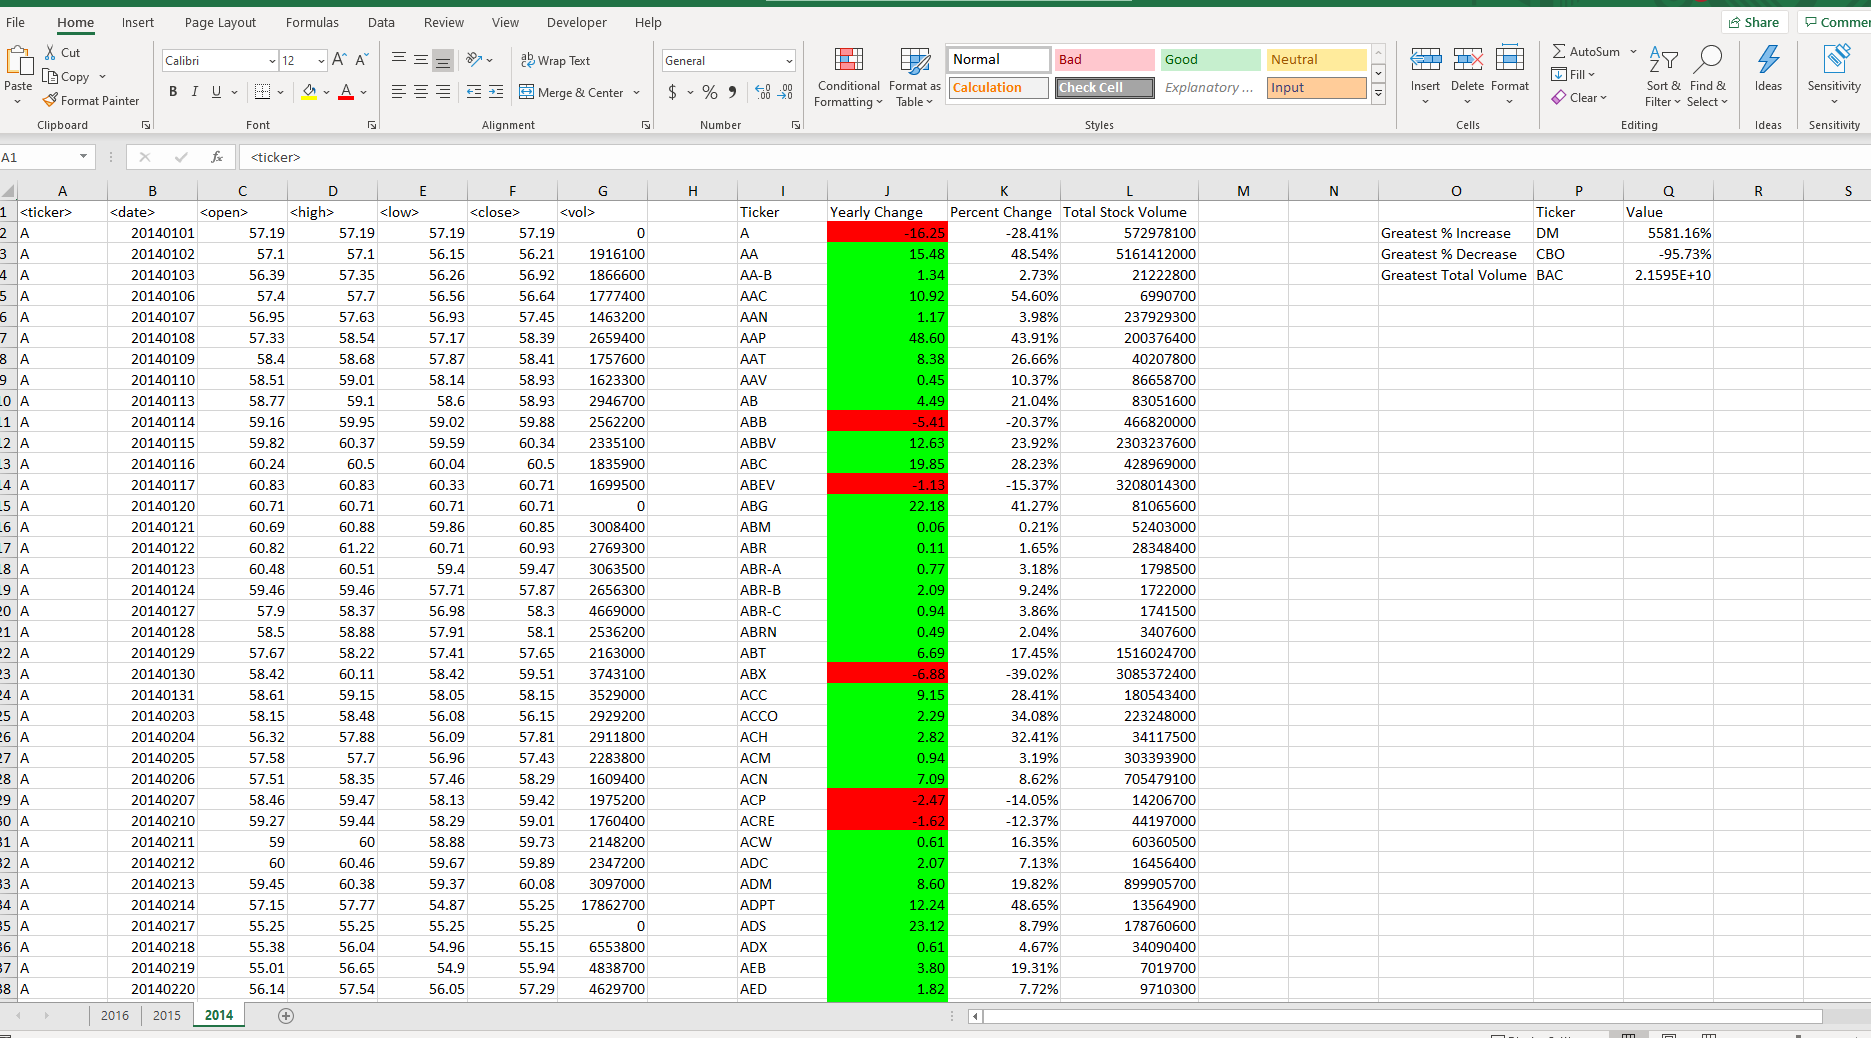 File Home Insert Page Layout Formulas Data Review View Developer Help Share
Cut Calibri 12 Wrap Text General Normal Bad Good Neutral AutoSum
Copy Fill
Paste Format Painter B I U Merge & Center $ % Conditional Formatting Format as Table Calculation Check Cell Explanatory ... Input Insert Delete Format Clear Sort & Filter Find & Select Ideas Sensitivity
Clipboard Font Alignment Number Styles Cells Editing Ideas Sensitivity
A1 fx <ticker>
A B C D E F G H I J K L M N O P Q R S
1 <ticker> <date> <open> <high> <low> <close> <vol> Ticker Yearly Change Percent Change Total Stock Volume Ticker Value
2 A 20140101 57.19 57.19 57.19 57.19 0 A -16.25 -28.41% 572978100 Greatest % Increase DM 5581.16%
3 A 20140102 57.1 57.1 56.15 56.21 1916100 AA 15.48 48.54% 5161412000 Greatest % Decrease CBO -95.73%
4 A 20140103 56.39 57.35 56.26 56.92 1866600 AA-B 1.34 2.73% 21222800 Greatest Total Volume BAC 2.1595E+10
5 A 20140106 57.4 57.7 56.56 56.64 1777400 AAC 10.92 54.60% 6990700
6 A 20140107 56.95 57.63 56.93 57.45 1463200 AAN 1.17 3.98% 237929300
7 A 20140108 57.33 58.54 57.17 58.39 2659400 AAP 48.60 43.91% 200376400
8 A 20140109 58.4 58.68 57.87 58.41 1757600 AAT 8.38 26.66% 40207800
9 A 20140110 58.51 59.01 58.14 58.93 1623300 AAV 0.45 10.37% 86658700
10 A 20140113 58.77 59.1 58.6 58.93 2946700 AB 4.49 21.04% 83051600
11 A 20140114 59.16 59.95 59.02 59.88 2562200 ABB -5.41 -20.37% 466820000
12 A 20140115 59.82 60.37 59.59 60.34 2335100 ABBV 12.63 23.92% 2303237600
13 A 20140116 60.24 60.5 60.04 60.5 1835900 ABC 19.85 28.23% 428969000
14 A 20140117 60.83 60.83 60.33 60.71 1699500 ABEV -1.13 -15.37% 3208014300
15 A 20140120 60.71 60.71 60.71 60.71 0 ABG 22.18 41.27% 81065600
16 A 20140121 60.69 60.88 59.86 60.85 3008400 ABM 0.06 0.21% 52403000
17 A 20140122 60.82 61.22 60.71 60.93 2769300 ABR 0.11 1.65% 28348400
18 A 20140123 60.48 60.51 59.4 59.47 3063500 ABR-A 0.77 3.18% 1798500
19 A 20140124 59.46 59.46 57.71 57.87 2656300 ABR-B 2.09 9.24% 1722000
20 A 20140127 57.9 58.37 56.98 58.3 4669000 ABR-C 0.94 3.86% 1741500
21 A 20140128 58.5 58.88 57.91 58.1 2536200 ABRN 0.49 2.04% 3407600
22 A 20140129 57.67 58.22 57.41 57.65 2163000 ABT 6.69 17.45% 1516024700
23 A 20140130 58.42 60.11 58.42 59.51 3743100 ABX -6.88 -39.02% 3085372400
24 A 20140131 58.61 59.15 58.05 58.15 3529000 ACC 9.15 28.41% 180543400
25 A 20140203 58.15 58.48 56.08 56.15 2929200 ACCO 2.29 34.08% 223248000
26 A 20140204 56.32 57.88 56.09 57.81 2911800 ACH 2.82 32.41% 34117500
27 A 20140205 57.58 57.7 56.96 57.43 2283800 ACM 0.94 3.19% 303393900
28 A 20140206 57.51 58.35 57.46 58.29 1609400 ACN 7.09 8.62% 705479100
29 A 20140207 58.46 59.47 58.13 59.42 1975200 ACP -2.47 -14.05% 14206700
30 A 20140210 59.27 59.44 58.29 59.01 1760400 ACRE -1.62 -12.37% 44197000
31 A 20140211 59 60 58.88 59.73 2148200 ACW 0.61 16.35% 60360500
32 A 20140212 60 60.46 59.67 59.89 2347200 ADC 2.07 7.13% 16456400
33 A 20140213 59.45 60.38 59.37 60.08 3097000 ADM 8.60 19.82% 899905700
34 A 20140214 57.15 57.77 54.87 55.25 17862700 ADPT 12.24 48.65% 13564900
35 A 20140217 55.25 55.25 55.25 55.25 0 ADS 23.12 8.79% 178760600
36 A 20140218 55.38 56.04 54.96 55.15 6553800 ADX 0.61 4.67% 34090400
37 A 20140219 55.01 56.65 54.9 55.94 4838700 AEB 3.80 19.31% 7019700
38 A 20140220 56.14 57.54 56.05 57.29 4629700 AED 1.82 7.72% 9710300
2016 2015 2014